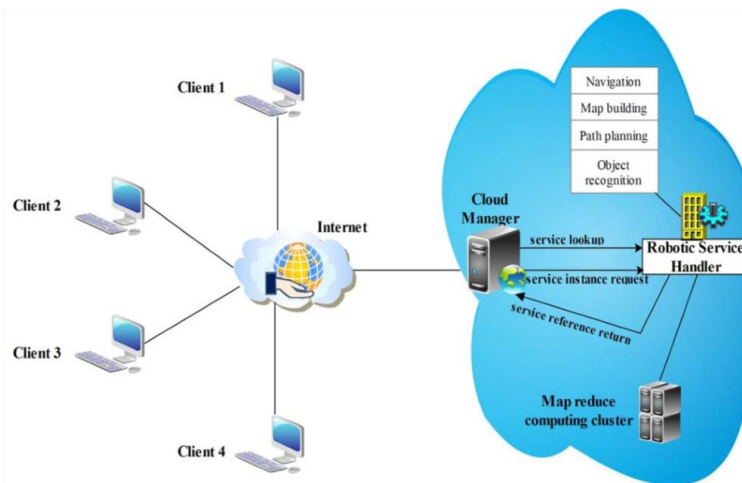 Client 1
Client 2
Client 3
Client 4
Internet
Cloud
Manager
Navigation
Map building
Path planning
Object
recognition
service lookup
service instance request
service reference return
Robotic Service
Handler
Map reduce
computing cluster